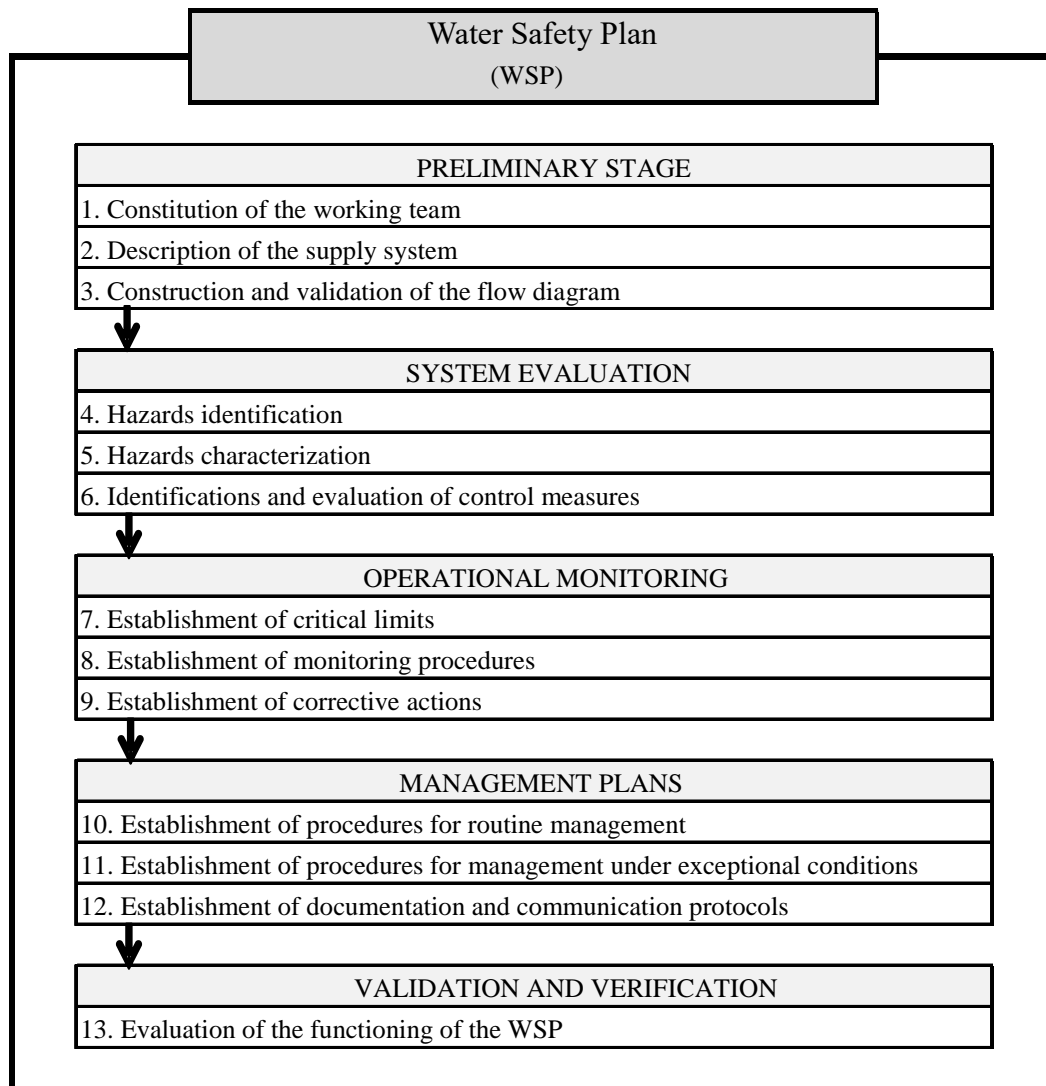 Water Safety Plan
(WSP)
PRELIMINARY STAGE
1. Constitution of the working team
2. Description of the supply system
3. Construction and validation of the flow diagram
SYSTEM EVALUATION
4. Hazards identification
5. Hazards characterization
6. Identifications and evaluation of control measures
OPERATIONAL MONITORING
7. Establishment of critical limits
8. Establishment of monitoring procedures
9. Establishment of corrective actions
MANAGEMENT PLANS
10. Establishment of procedures for routine management
11. Establishment of procedures for management under exceptional conditions
12. Establishment of documentation and communication protocols
VALIDATION AND VERIFICATION
13. Evaluation of the functioning of the WSP